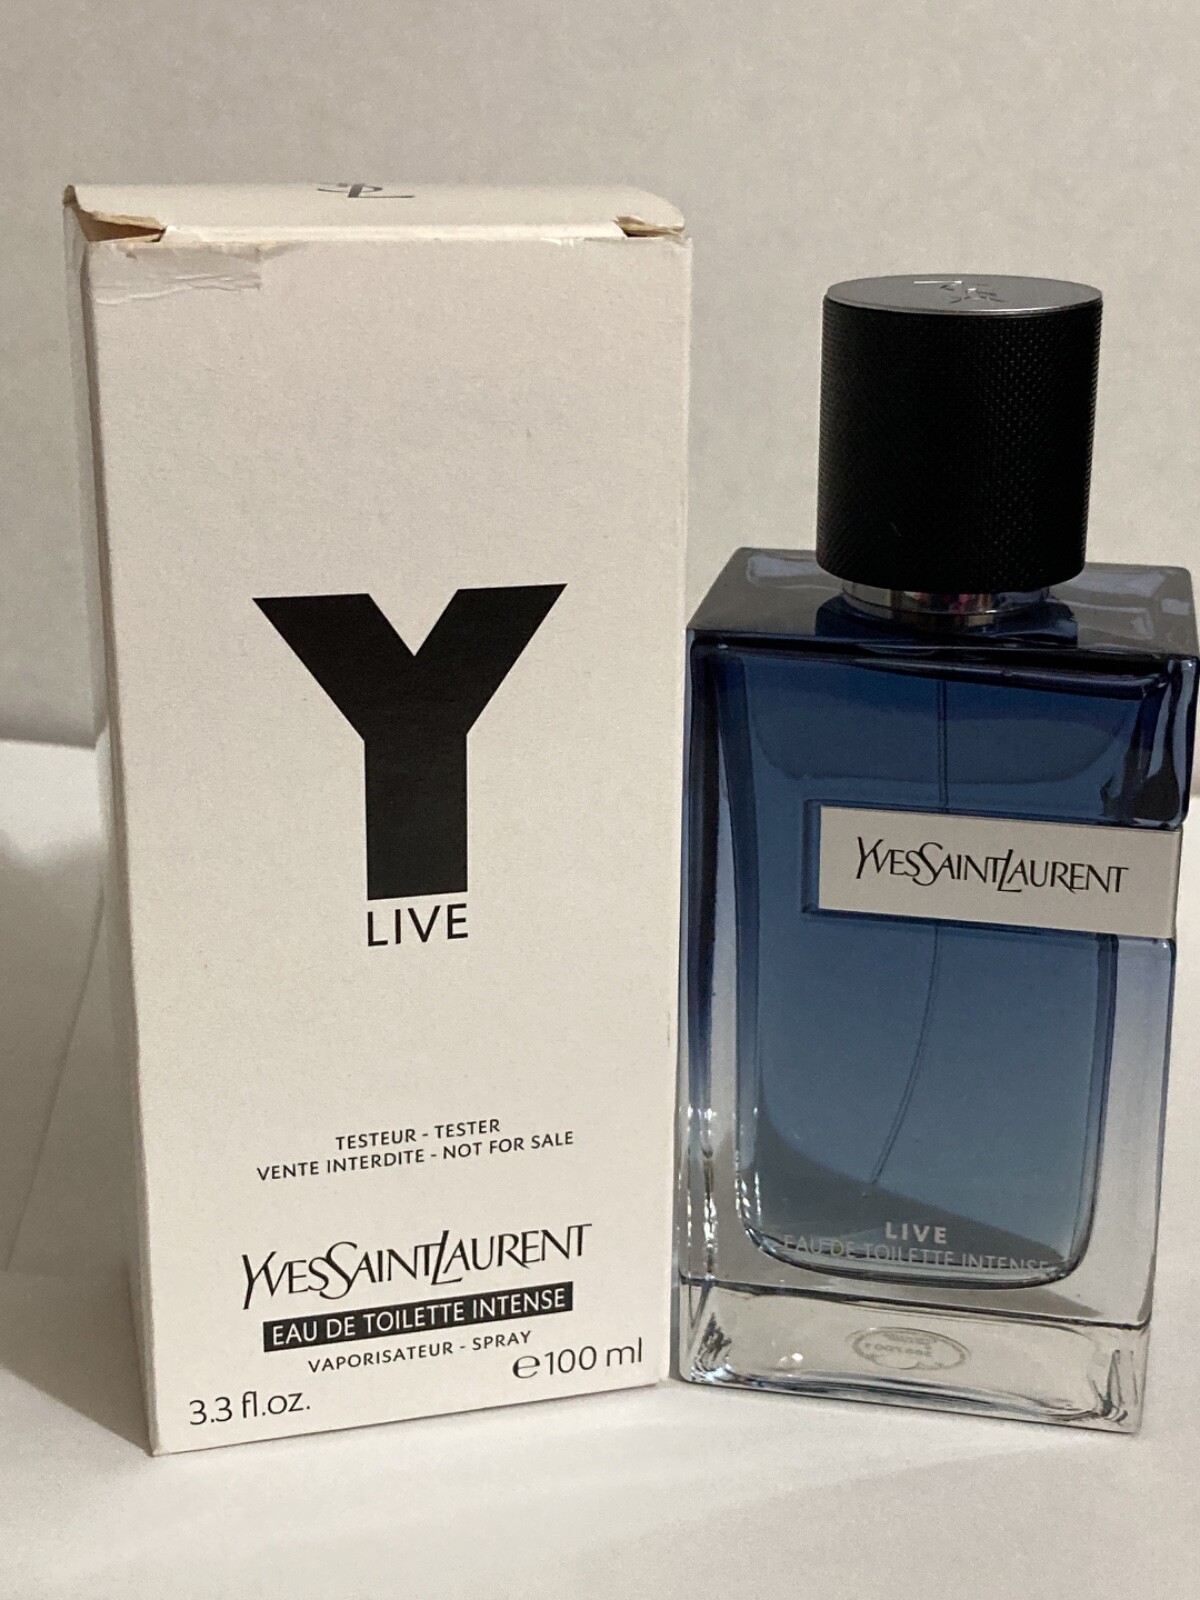 Y
LIVE
TESTEUR - TESTER
VENTE INTERDITE - NOT FOR SALE
YVESSAINTLAURENT
EAU DE TOILETTE INTENSE
VAPORISATEUR - SPRAY
3.3 fl.oz. ℮100 ml
YVESSAINTLAURENT
LIVE
EAU DE TOILETTE INTENSE